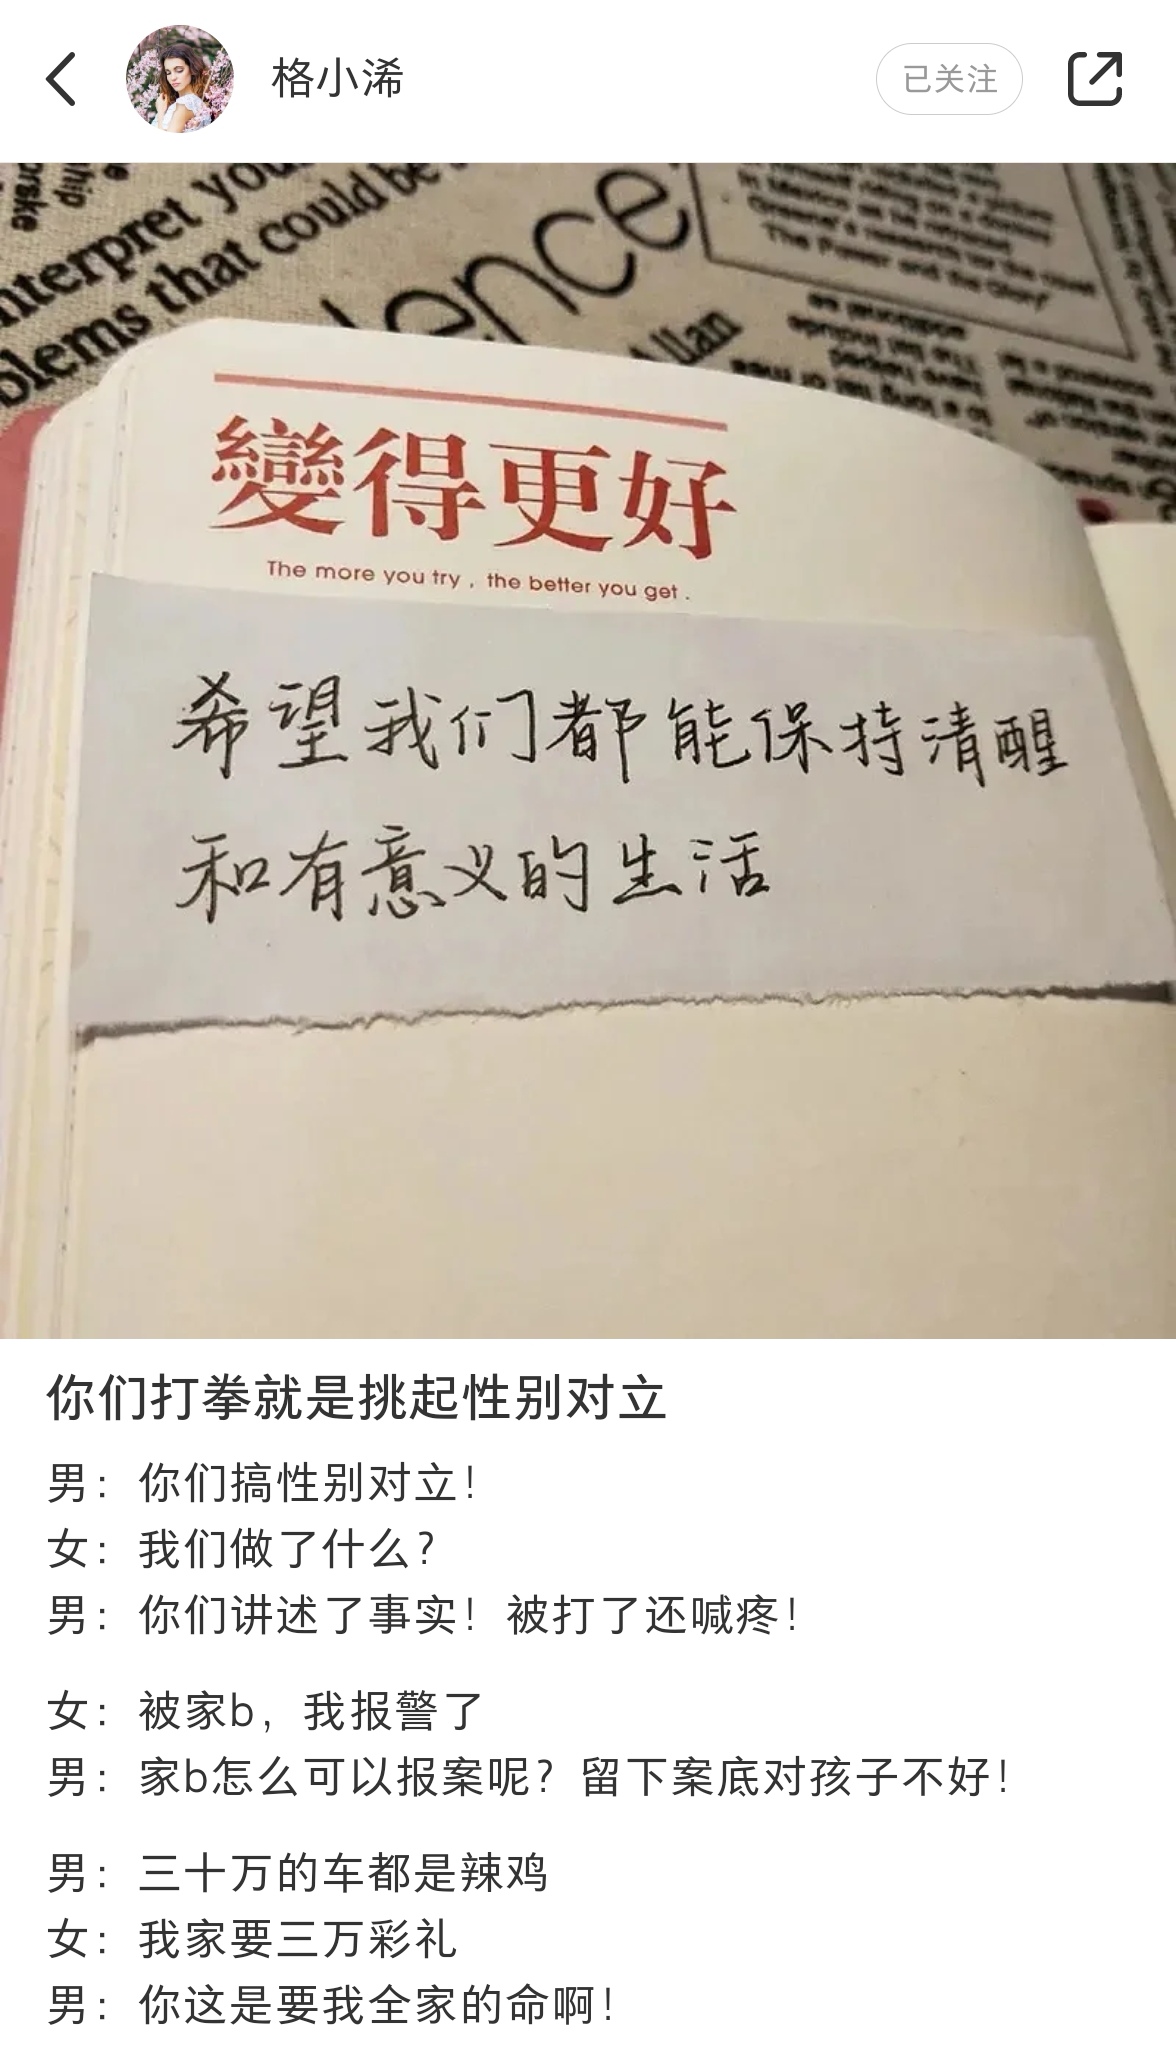 格小浠
已关注
nterpret you
blems that could be
ence
Allan
The Power and the Glory"
變得更好
The more you try , the better you get .
希望我们都能保持清醒
和有意义的生活
你们打拳就是挑起性别对立
男：你们搞性别对立！
女：我们做了什么？
男：你们讲述了事实！被打了还喊疼！
女：被家b，我报警了
男：家b怎么可以报案呢？留下案底对孩子不好！
男：三十万的车都是辣鸡
女：我家要三万彩礼
男：你这是要我全家的命啊！